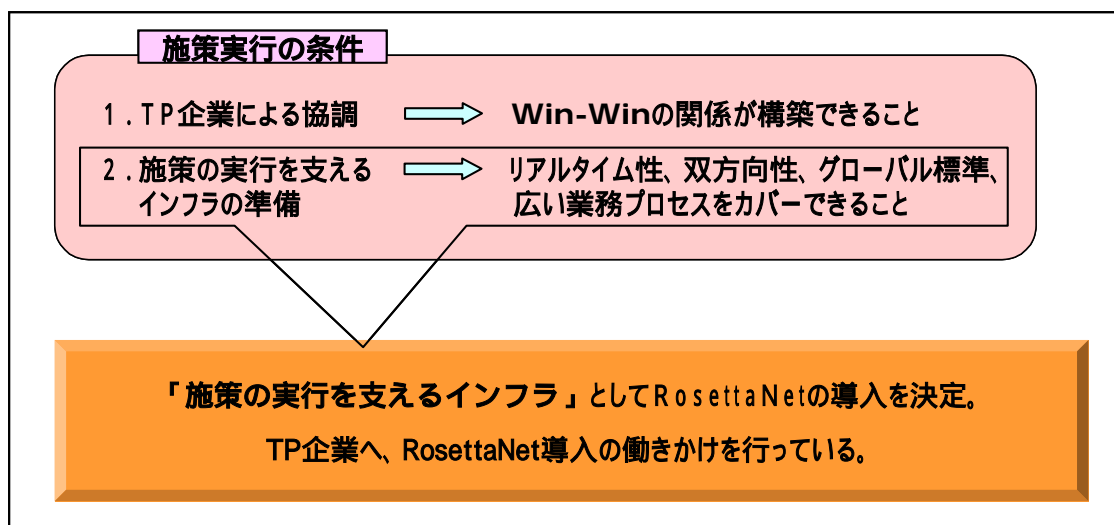 施策実行の条件
1．TP企業による協調 Win-Winの関係が構築できること
2．施策の実行を支える リアルタイム性、双方向性、グローバル標準、
インフラの準備 広い業務プロセスをカバーできること
「施策の実行を支えるインフラ」としてRosettaNetの導入を決定。
TP企業へ、RosettaNet導入の働きかけを行っている。